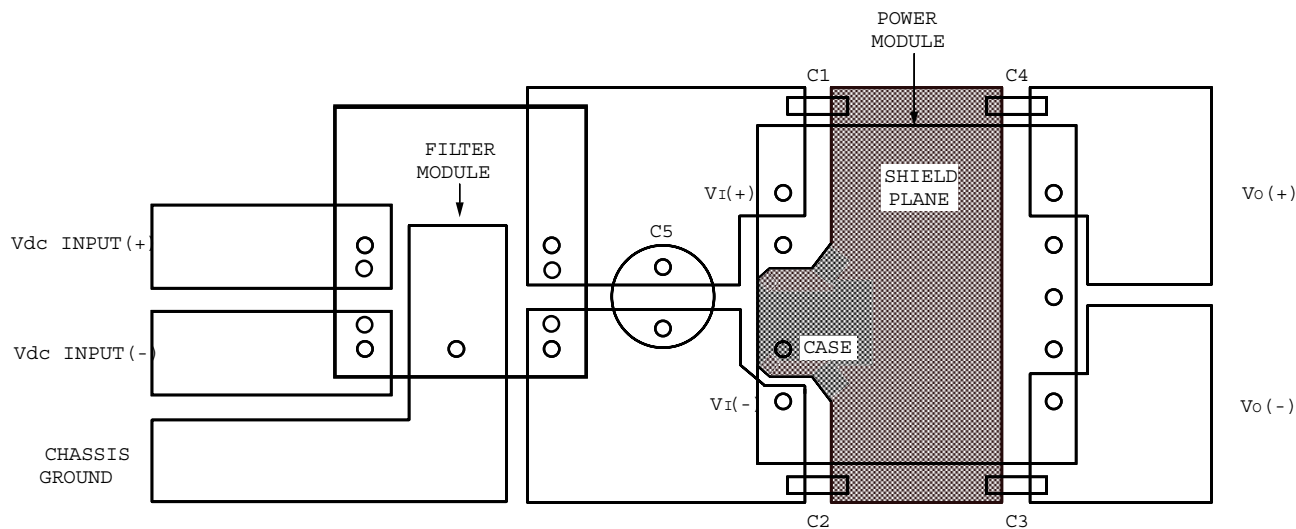 POWER
MODULE
C1
C4
FILTER
MODULE
SHIELD
PLANE
VI(+)
VO(+)
C5
Vdc INPUT(+)
Vdc INPUT(-)
CASE
VI(-)
VO(-)
CHASSIS
GROUND
C2
C3